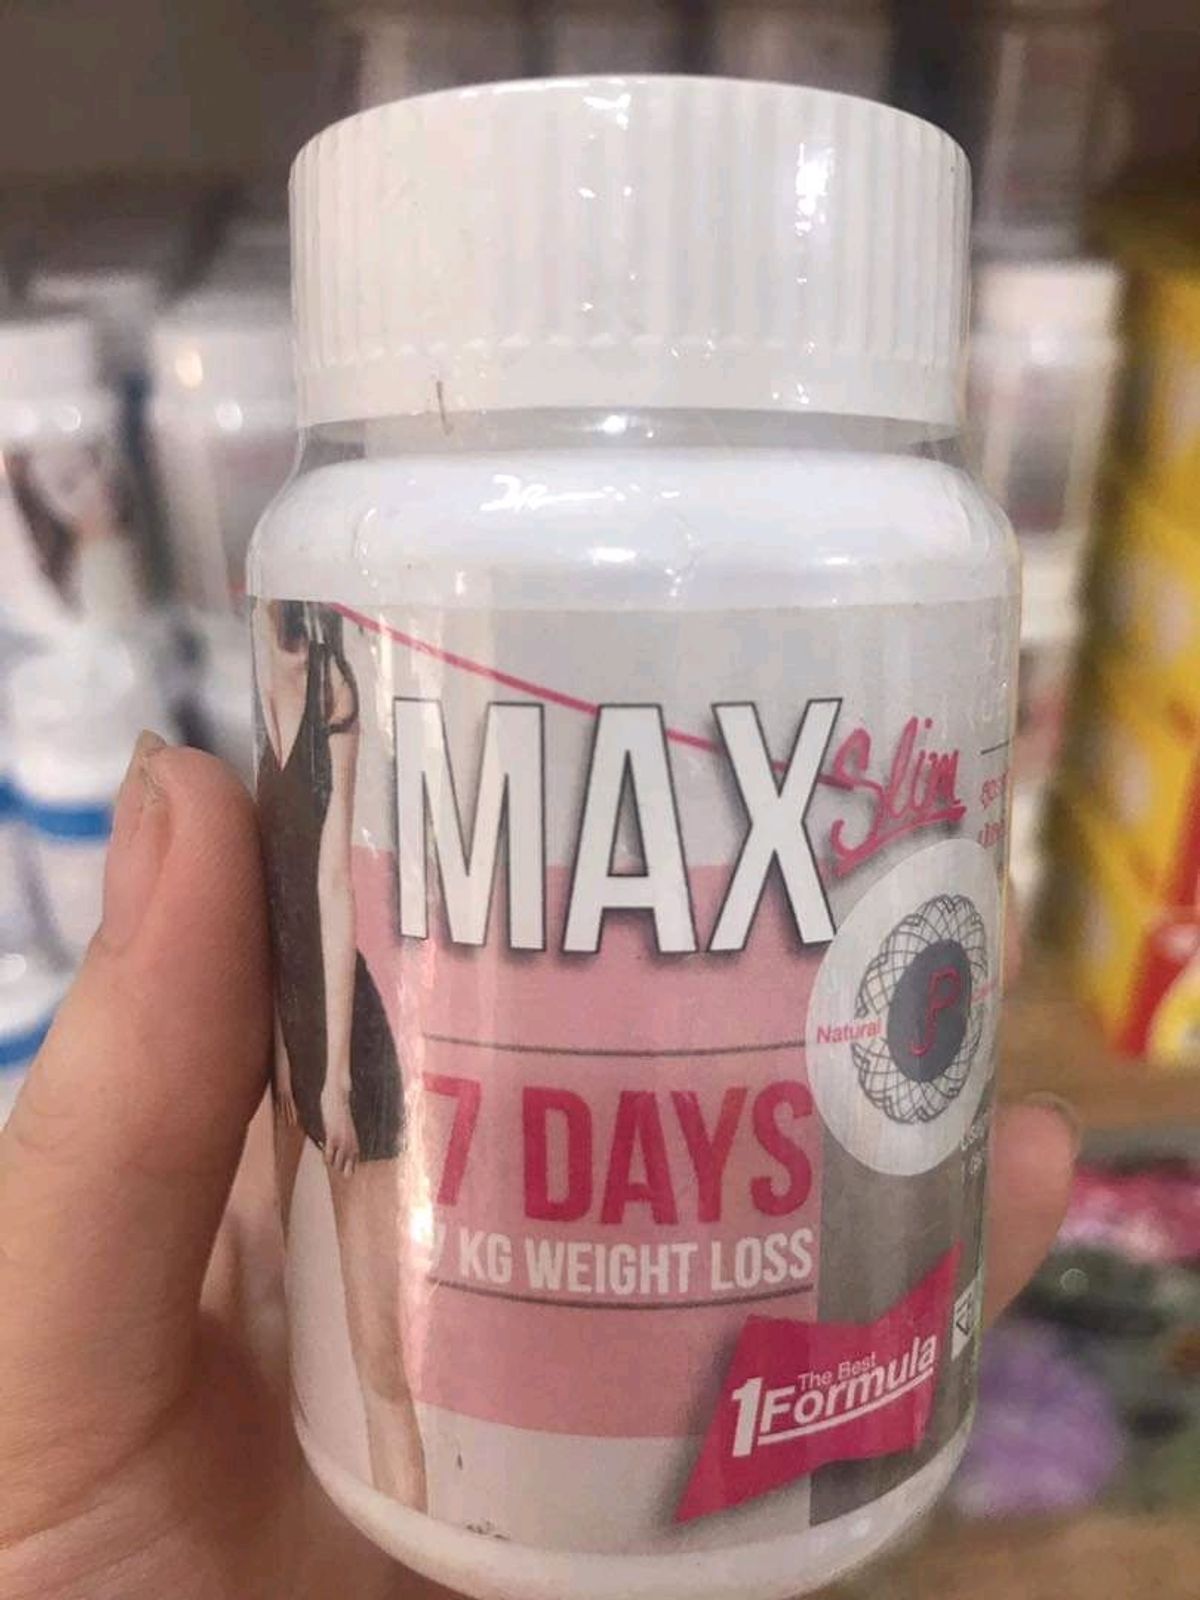 MAX Slim
Natural
P
7 DAYS
KG WEIGHT LOSS
The Best
1Formula